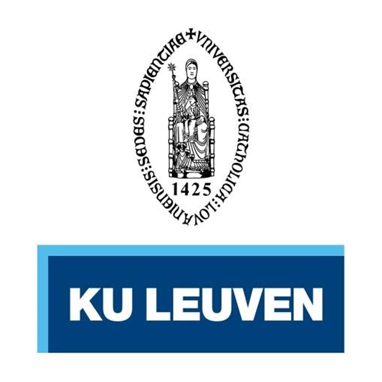 UNIVERSITAS CATHOLICA LOVANIENSIS SEDES SAPIENTIAE
1425
KU LEUVEN